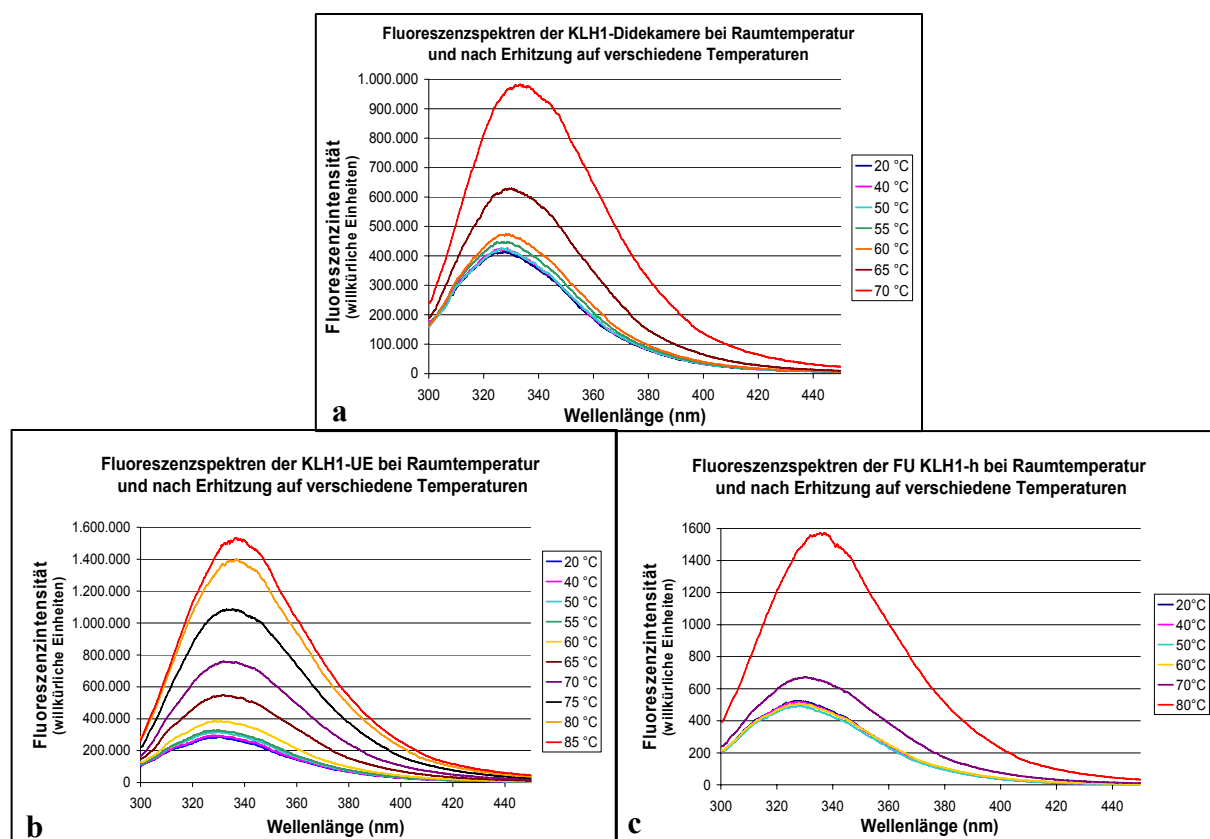 Fluoreszenzspektren der KLH1-Didekamere bei Raumtemperatur
und nach Erhitzung auf verschiedene Temperaturen
Fluoreszenzintensität
(willkürliche Einheiten)
1.000.000
900.000
800.000
700.000
600.000
500.000
400.000
300.000
200.000
100.000
0
300 320 340 360 380 400 420 440
Wellenlänge (nm)
20 °C
40 °C
50 °C
55 °C
60 °C
65 °C
70 °C
a
Fluoreszenzspektren der KLH1-UE bei Raumtemperatur
und nach Erhitzung auf verschiedene Temperaturen
Fluoreszenzintensität
(willkürliche Einheiten)
1.600.000
1.400.000
1.200.000
1.000.000
800.000
600.000
400.000
200.000
0
300 320 340 360 380 400 420 440
Wellenlänge (nm)
20 °C
40 °C
50 °C
55 °C
60 °C
65 °C
70 °C
75 °C
80 °C
85 °C
b
Fluoreszenzspektren der FU KLH1-h bei Raumtemperatur
und nach Erhitzung auf verschiedene Temperaturen
Fluoreszenzintensität
(willkürliche Einheiten)
1600
1400
1200
1000
800
600
400
200
0
300 320 340 360 380 400 420 440
Wellenlänge (nm)
20°C
40°C
50°C
60°C
70°C
80°C
c